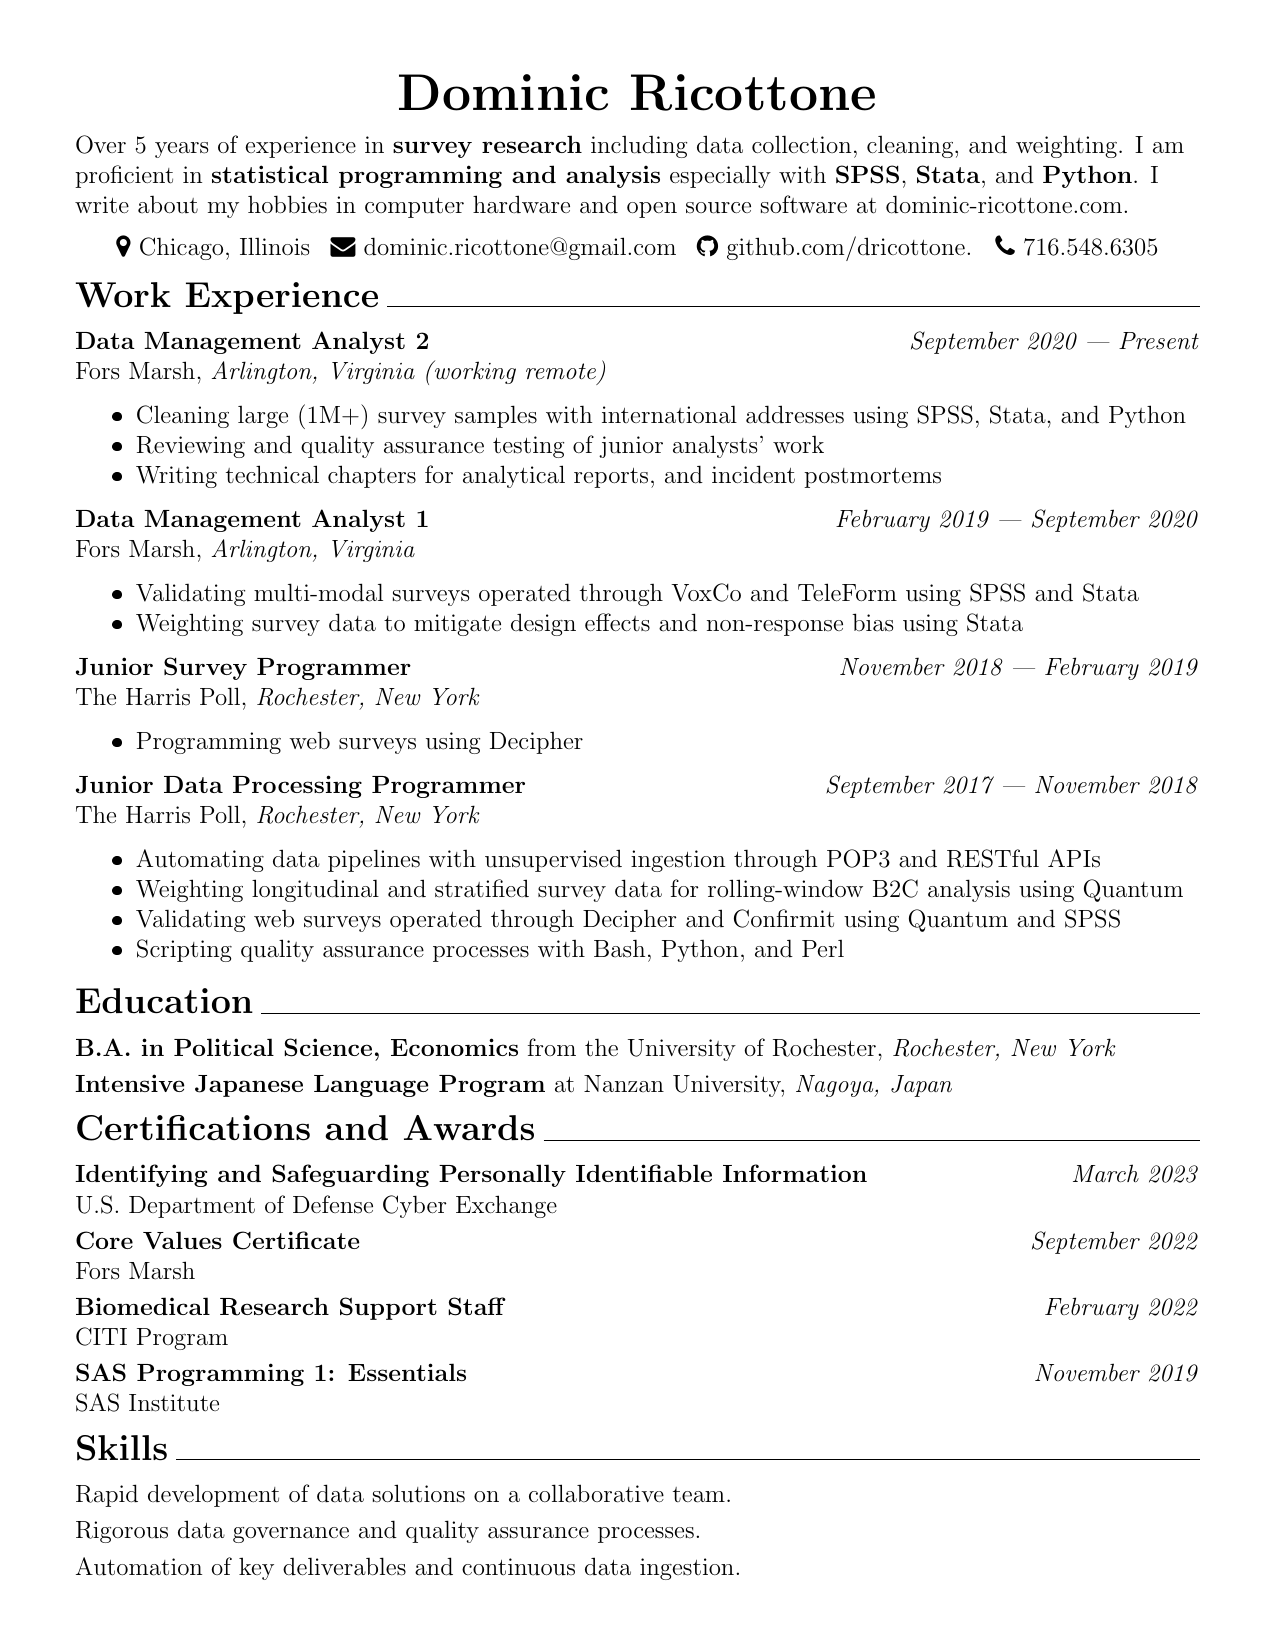 Dominic Ricottone
Over 5 years of experience in survey research including data collection, cleaning, and weighting. I am
proficient in statistical programming and analysis especially with SPSS, Stata, and Python. I
write about my hobbies in computer hardware and open source software at dominic-ricottone.com.
Chicago, Illinois dominic.ricottone@gmail.com github.com/dricottone. 716.548.6305
Work Experience
Data Management Analyst 2 September 2020 — Present
Fors Marsh, Arlington, Virginia (working remote)
• Cleaning large (1M+) survey samples with international addresses using SPSS, Stata, and Python
• Reviewing and quality assurance testing of junior analysts' work
• Writing technical chapters for analytical reports, and incident postmortems
Data Management Analyst 1 February 2019 — September 2020
Fors Marsh, Arlington, Virginia
• Validating multi-modal surveys operated through VoxCo and TeleForm using SPSS and Stata
• Weighting survey data to mitigate design effects and non-response bias using Stata
Junior Survey Programmer November 2018 — February 2019
The Harris Poll, Rochester, New York
• Programming web surveys using Decipher
Junior Data Processing Programmer September 2017 — November 2018
The Harris Poll, Rochester, New York
• Automating data pipelines with unsupervised ingestion through POP3 and RESTful APIs
• Weighting longitudinal and stratified survey data for rolling-window B2C analysis using Quantum
• Validating web surveys operated through Decipher and Confirmit using Quantum and SPSS
• Scripting quality assurance processes with Bash, Python, and Perl
Education
B.A. in Political Science, Economics from the University of Rochester, Rochester, New York
Intensive Japanese Language Program at Nanzan University, Nagoya, Japan
Certifications and Awards
Identifying and Safeguarding Personally Identifiable Information March 2023
U.S. Department of Defense Cyber Exchange
Core Values Certificate September 2022
Fors Marsh
Biomedical Research Support Staff February 2022
CITI Program
SAS Programming 1: Essentials November 2019
SAS Institute
Skills
Rapid development of data solutions on a collaborative team.
Rigorous data governance and quality assurance processes.
Automation of key deliverables and continuous data ingestion.